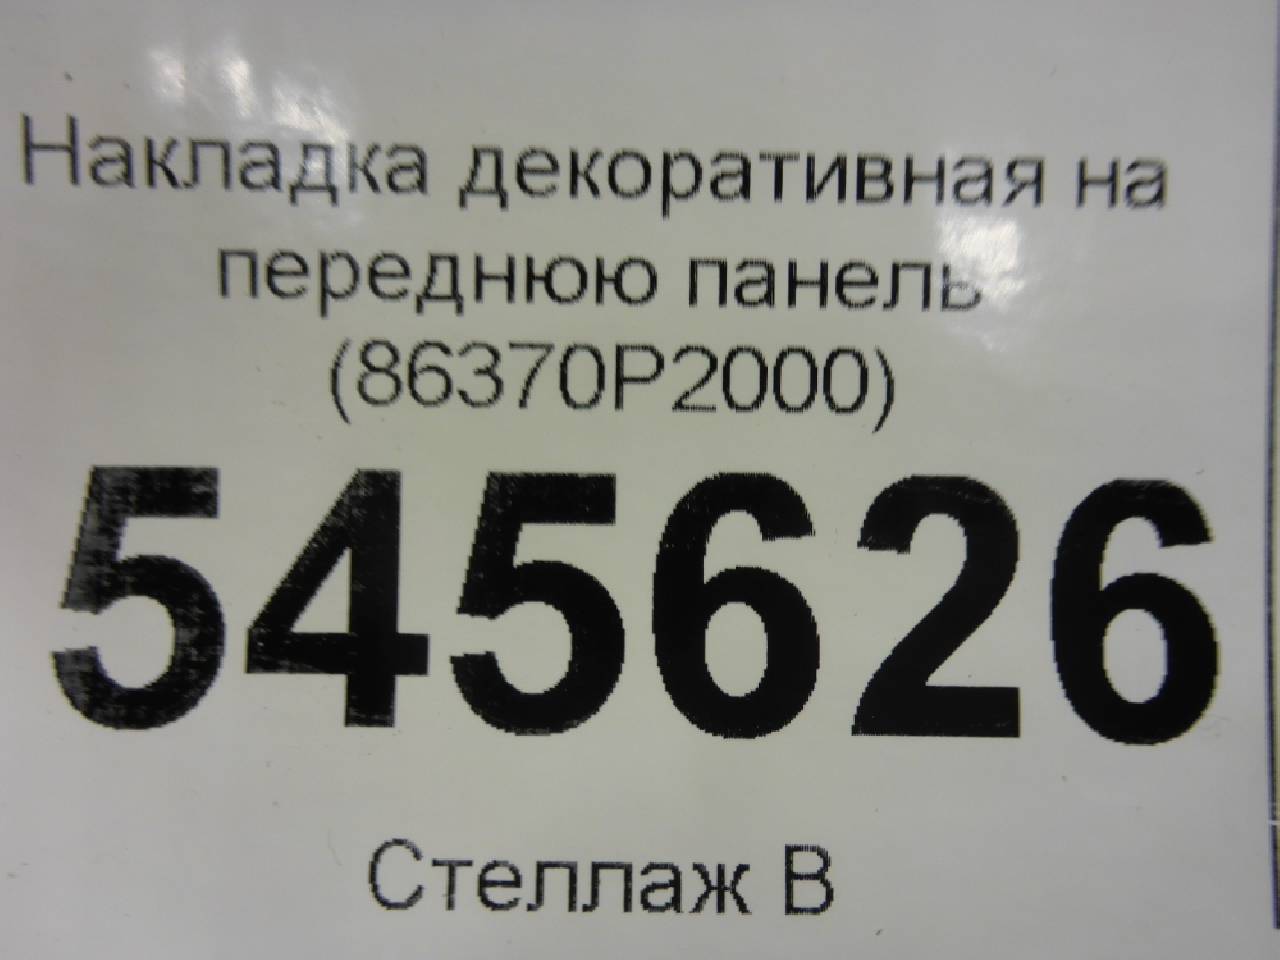 Накладка декоративная на
переднюю панель
(86370P2000)
545626
Стеллаж В